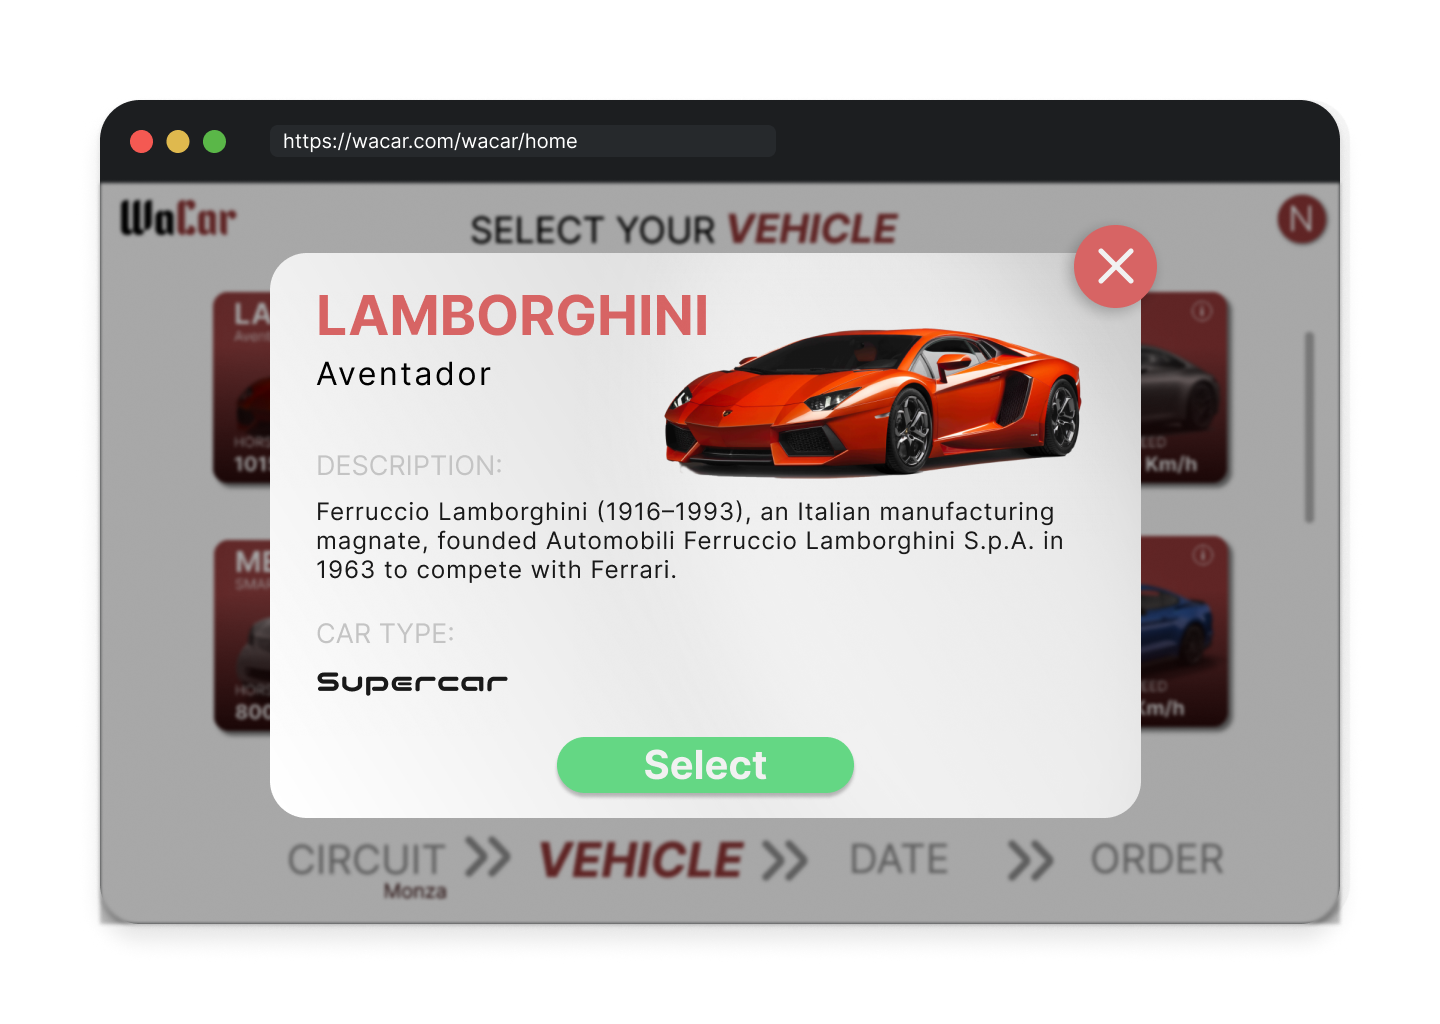 https://wacar.com/wacar/home
WaCar
SELECT YOUR VEHICLE
N
LAMBORGHINI
Aventador
DESCRIPTION:
Ferruccio Lamborghini (1916–1993), an Italian manufacturing
magnate, founded Automobili Ferruccio Lamborghini S.p.A. in
1963 to compete with Ferrari.
CAR TYPE:
Supercar
Select
LA
ME
800
Km/h
Km/h
CIRCUIT >> VEHICLE >> DATE >> ORDER
Monza